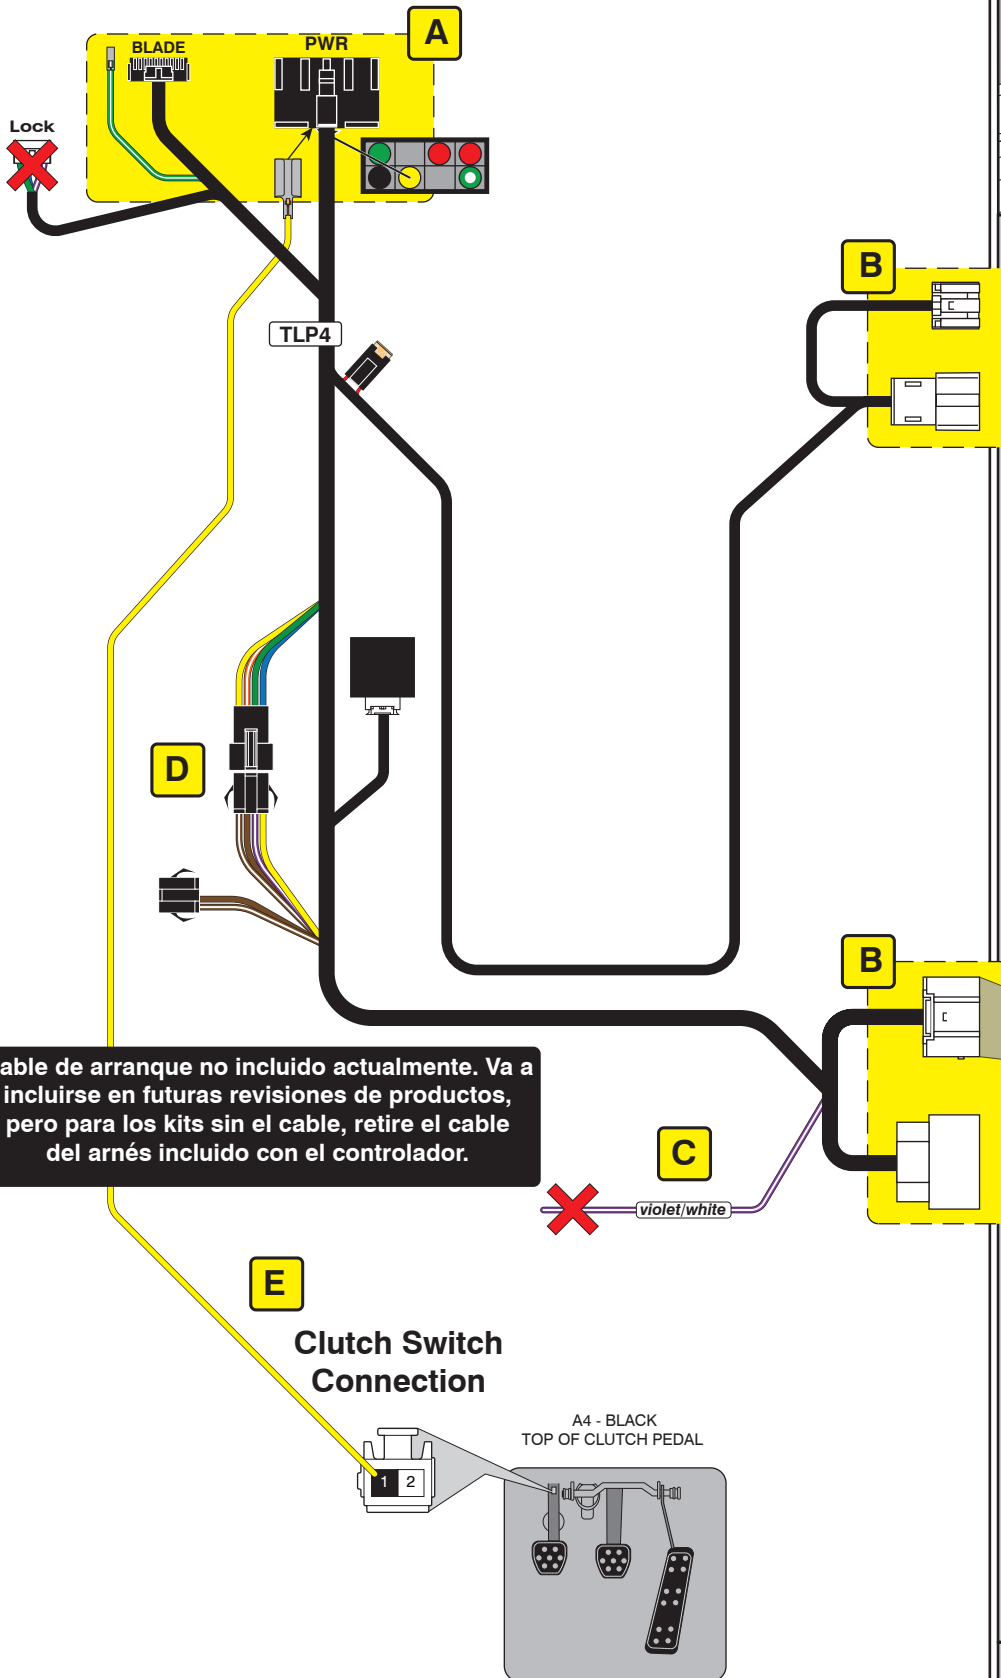 A
BLADE
PWR
Lock
B
TLP4
D
B
able de arranque no incluido actualmente. Va a
incluirse en futuras revisiones de productos,
pero para los kits sin el cable, retire el cable
del arnés incluido con el controlador.
C
violet/white
E
Clutch Switch
Connection
A4 - BLACK
TOP OF CLUTCH PEDAL
1 2